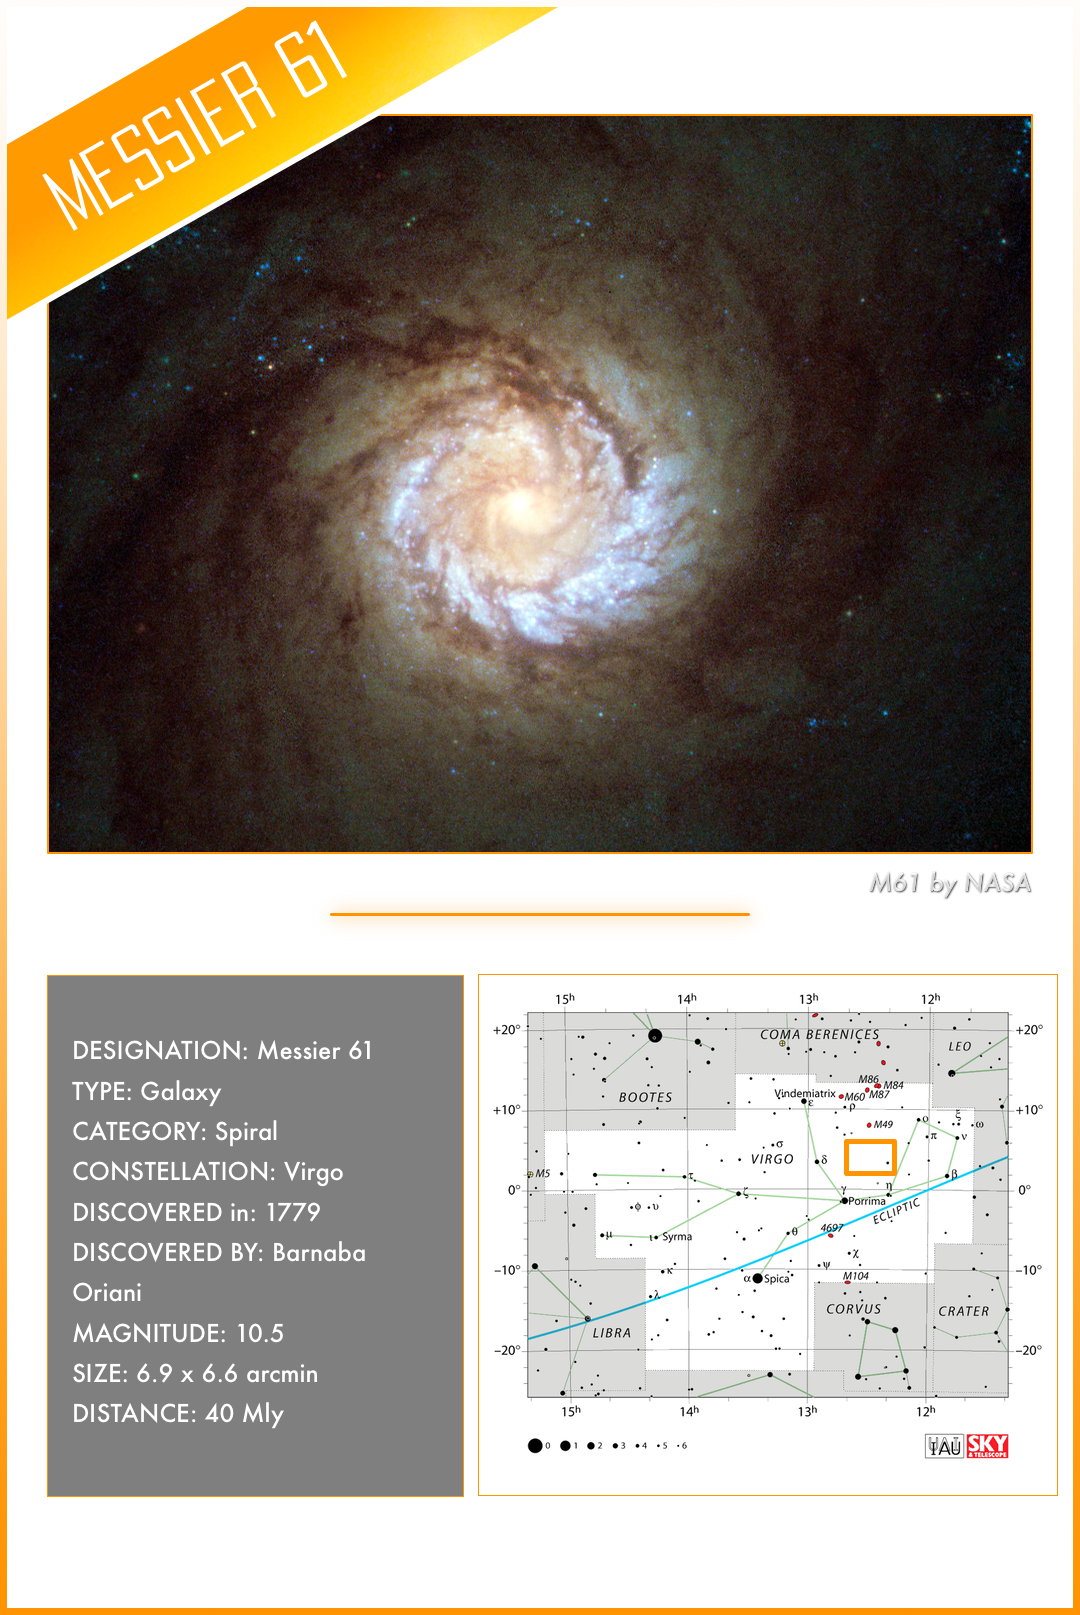 MESSIER 61
M61 by NASA
DESIGNATION: Messier 61
TYPE: Galaxy
CATEGORY: Spiral
CONSTELLATION: Virgo
DISCOVERED in: 1779
DISCOVERED BY: Barnaba
Oriani
MAGNITUDE: 10.5
SIZE: 6.9 x 6.6 arcmin
DISTANCE: 40 Mly
15h 14h 13h 12h
+20° COMA BERENICES +20°
LEO
M86 M84
BOOTES Vindemiatrix M60 M87
ε ρ
+10° +10°
M49 ο ξ ω
σ π ν
VIRGO δ
M5 τ β
0° ζ γ η 0°
φ υ Porrima
ECLIPTIC
μ ι Syrma θ 4697
χ
κ ψ
−10° α Spica M104 −10°
λ
CORVUS CRATER
LIBRA
−20° −20°
15h 14h 13h 12h
0 1 2 3 4 5 6
IAU SKY
& TELESCOPE